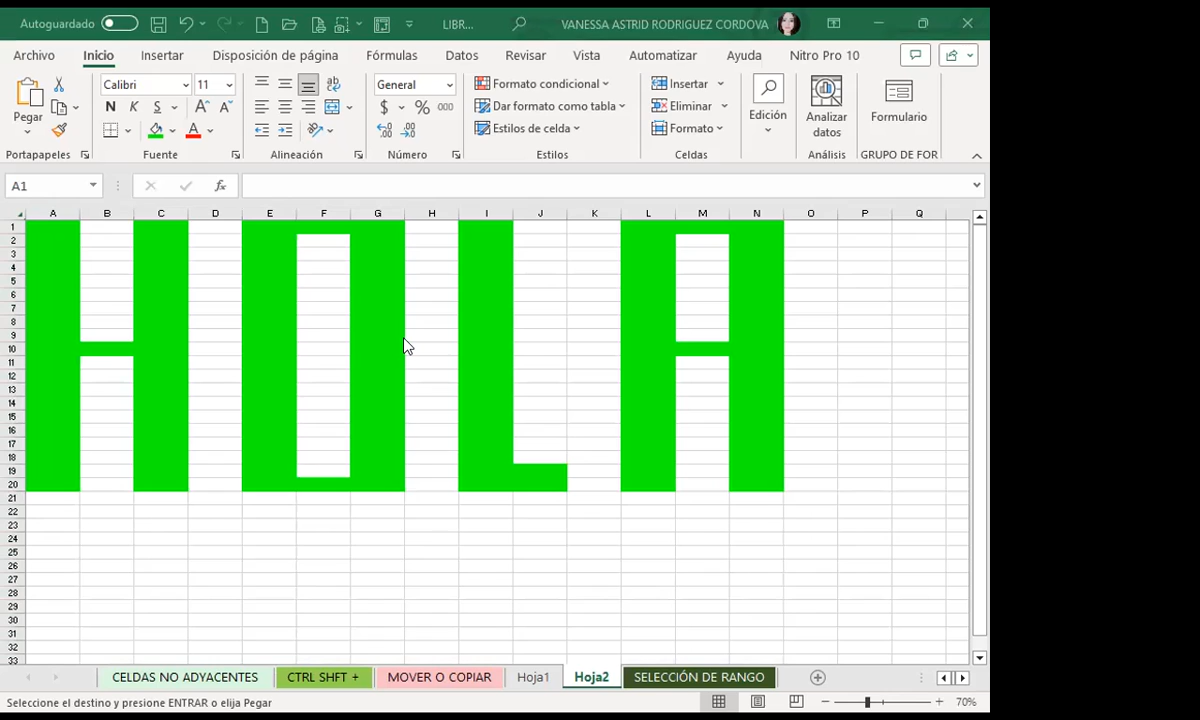 Autoguardado LIBR... VANESSA ASTRID RODRIGUEZ CORDOVA
Archivo Inicio Insertar Disposición de página Fórmulas Datos Revisar Vista Automatizar Ayuda Nitro Pro 10
Pegar
Calibri 11
N K S
General
$ % 000
Formato condicional
Dar formato como tabla
Estilos de celda
Insertar
Eliminar
Formato
Edición
Analizar
datos
Formulario
Portapapeles Fuente Alineación Número Estilos Celdas Análisis GRUPO DE FOR
A1 fx
A B C D E F G H I J K L M N O P Q
1
2
3
4
5
6
7
8
9
10
11
12
13
14
15
16
17
18
19
20
21
22
23
24
25
26
27
28
29
30
31
32
33
HOLA
CELDAS NO ADYACENTES CTRL SHFT + MOVER O COPIAR Hoja1 Hoja2 SELECCIÓN DE RANGO
Seleccione el destino y presione ENTRAR o elija Pegar 70%